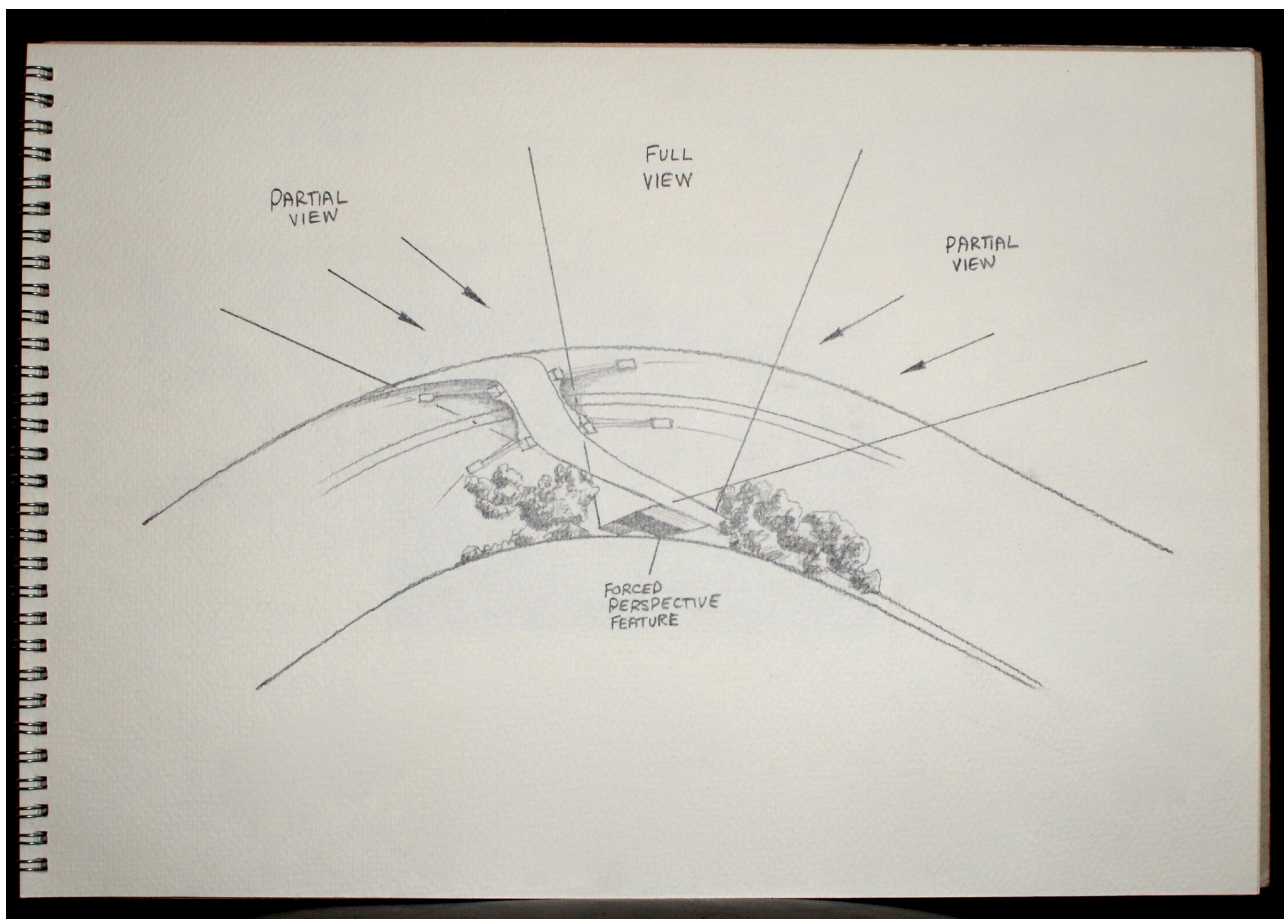 FULL
VIEW
PARTIAL
VIEW
PARTIAL
VIEW
FORCED
PERSPECTIVE
FEATURE